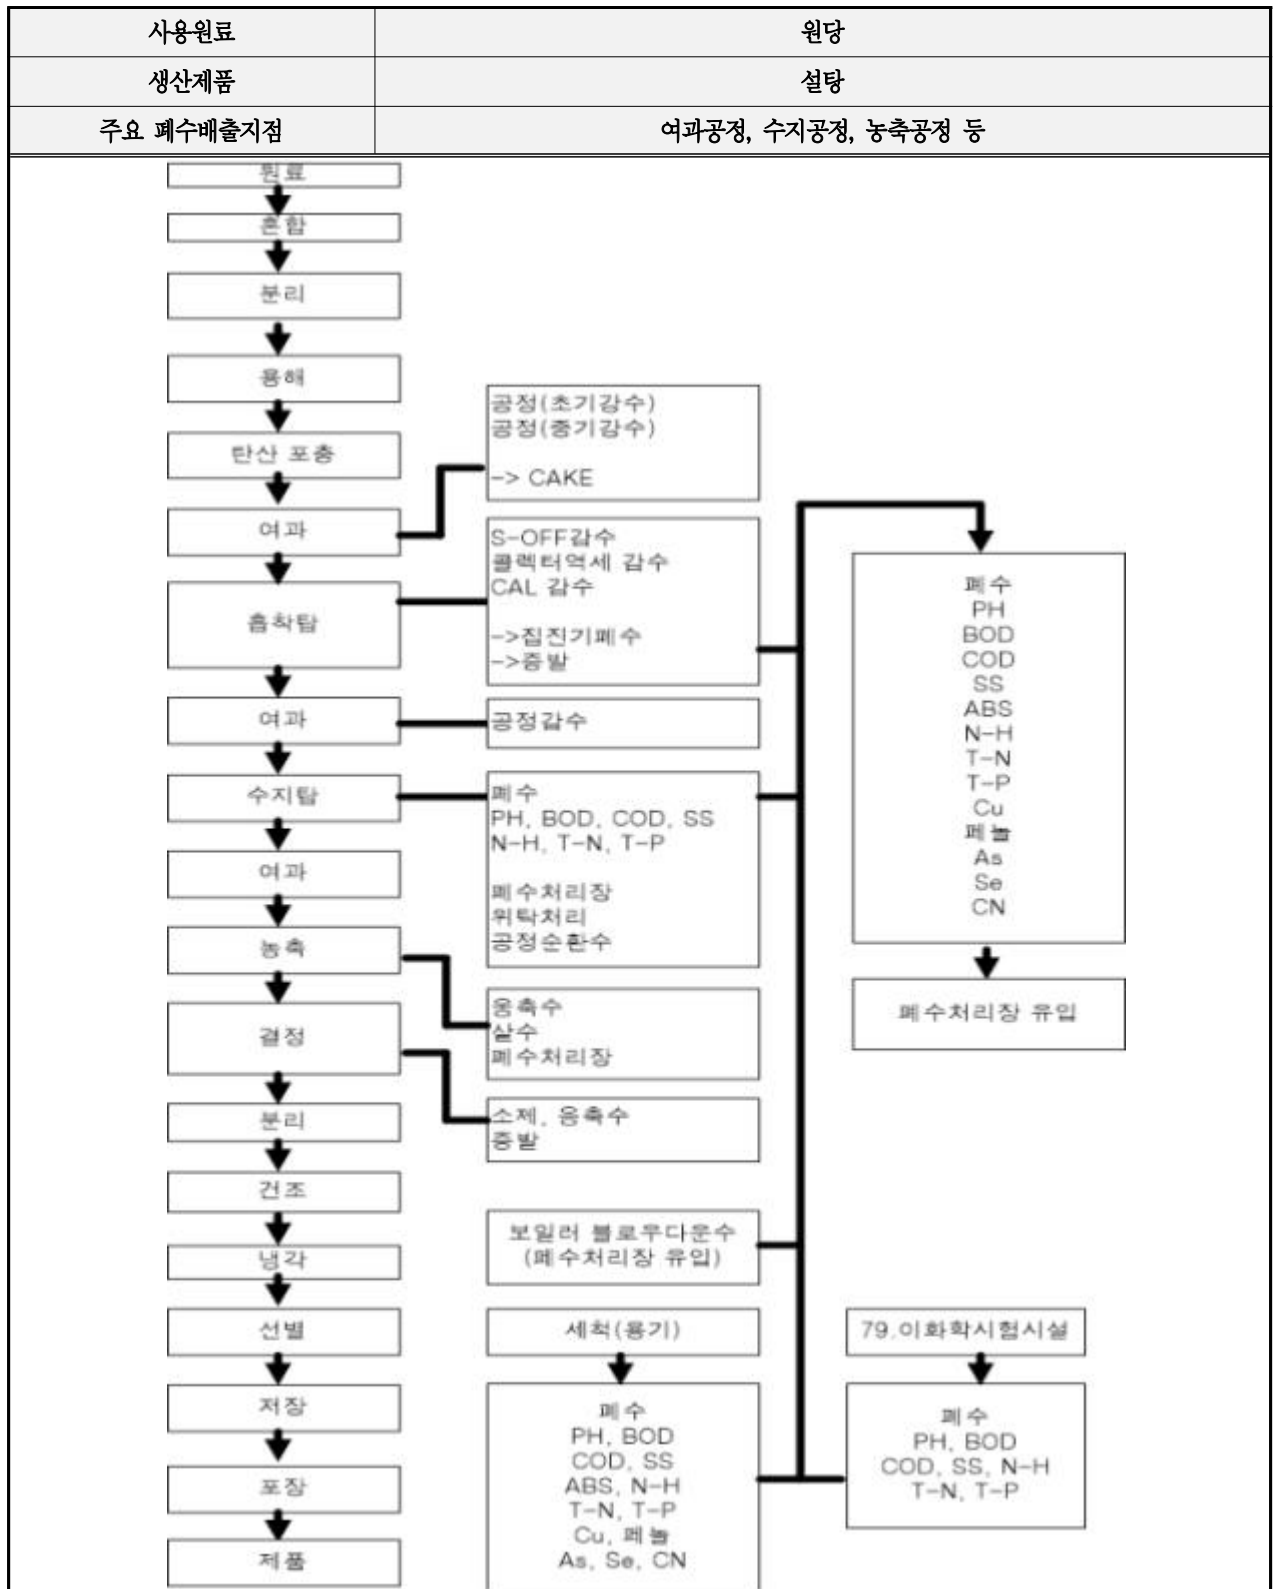 사용원료 원당
생산제품 설탕
주요 폐수배출지점 여과공정, 수지공정, 농축공정 등
원료
혼합
분리
용해
탄산 포충
여과
흡착탑
여과
수지탑
여과
농축
결정
분리
건조
냉각
선별
저장
포장
제품
공정(초기감수)
공정(중기감수)
-> CAKE
S-OFF감수
콜렉터역세 감수
CAL 감수
->집진기폐수
->증발
공정감수
폐수
PH, BOD, COD, SS
N-H, T-N, T-P
폐수처리장
위탁처리
공정순환수
응축수
살수
폐수처리장
소제, 응축수
증발
보일러 블로우다운수
(폐수처리장 유입)
세척(용기)
폐수
PH, BOD
COD, SS
ABS, N-H
T-N, T-P
Cu, 페놀
As, Se, CN
폐수
PH
BOD
COD
SS
ABS
N-H
T-N
T-P
Cu
페놀
As
Se
CN
폐수처리장 유입
79.이화학시험시설
폐수
PH, BOD
COD, SS, N-H
T-N, T-P